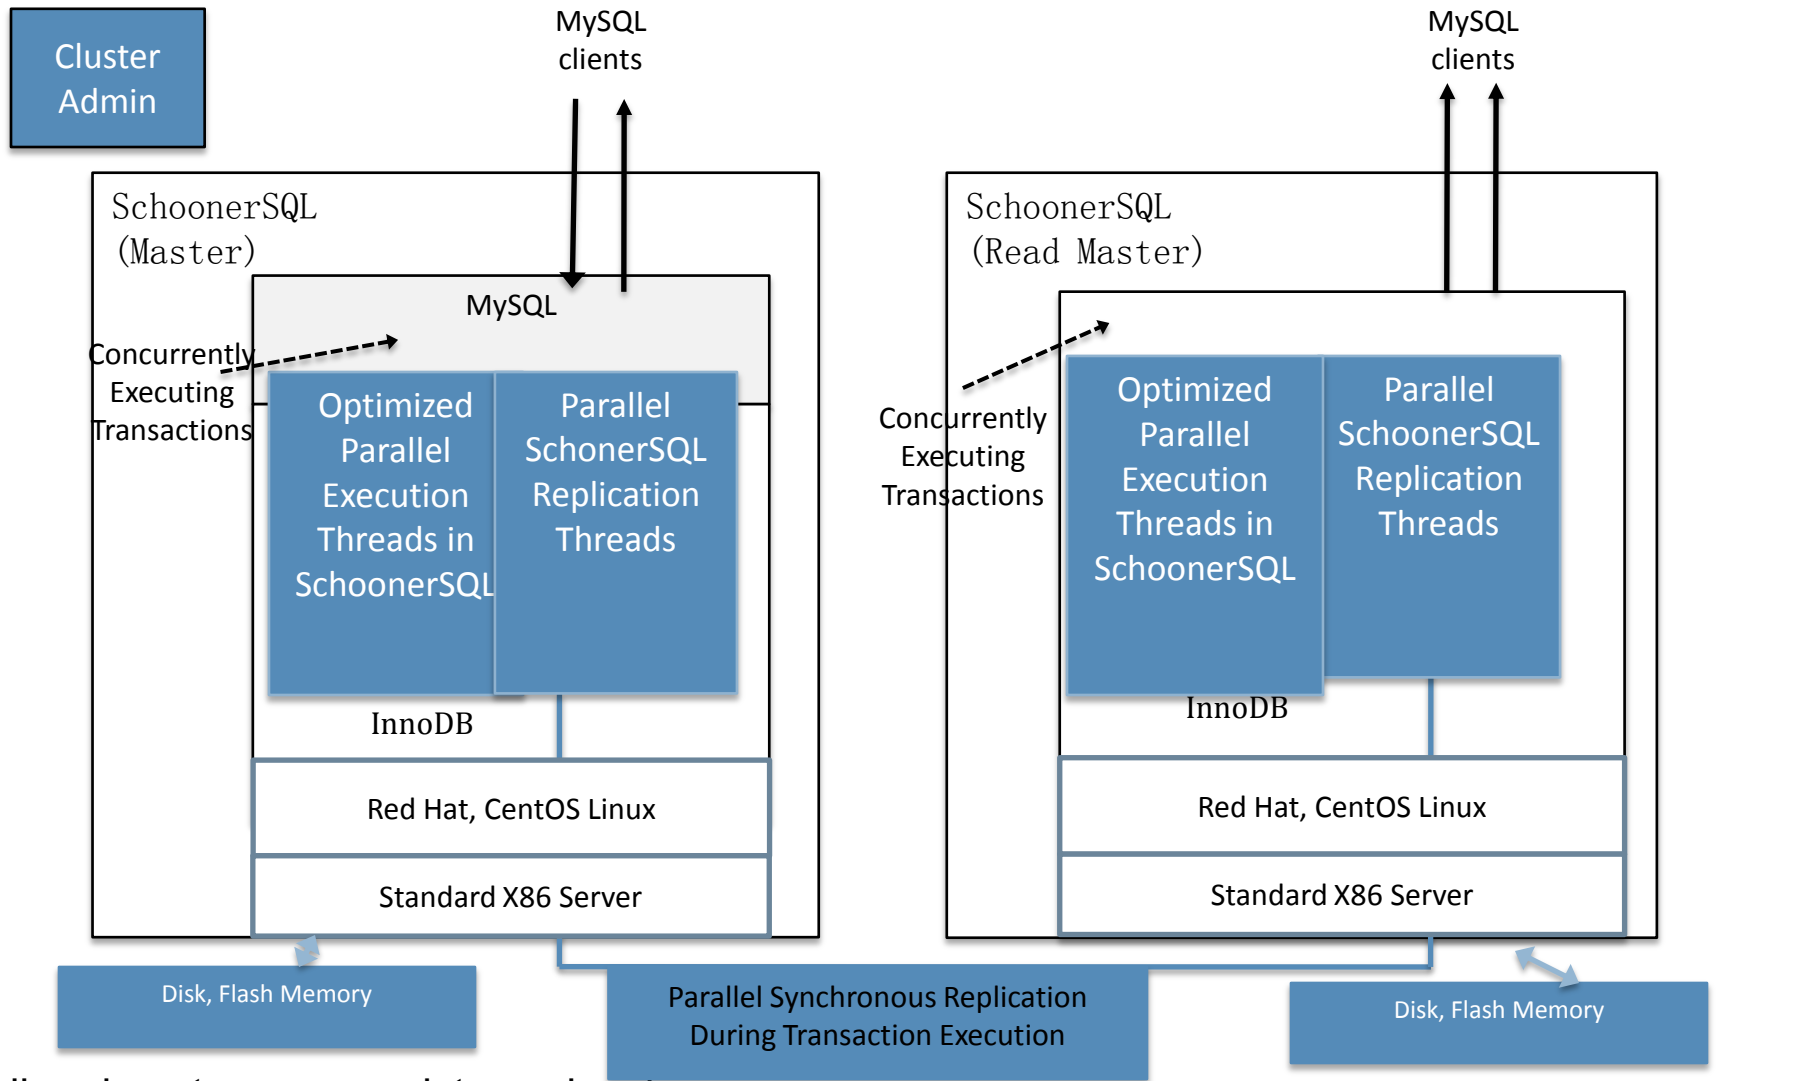 Cluster
Admin
MySQL
clients
MySQL
clients
SchoonerSQL
(Master)
MySQL
Concurrently
Executing
Transactions
Optimized
Parallel
Execution
Threads in
SchoonerSQL
Parallel
SchonerSQL
Replication
Threads
InnoDB
Red Hat, CentOS Linux
Standard X86 Server
Disk, Flash Memory
SchoonerSQL
(Read Master)
Concurrently
Executing
Transactions
Optimized
Parallel
Execution
Threads in
SchoonerSQL
Parallel
SchoonerSQL
Replication
Threads
InnoDB
Red Hat, CentOS Linux
Standard X86 Server
Disk, Flash Memory
Parallel Synchronous Replication
During Transaction Execution